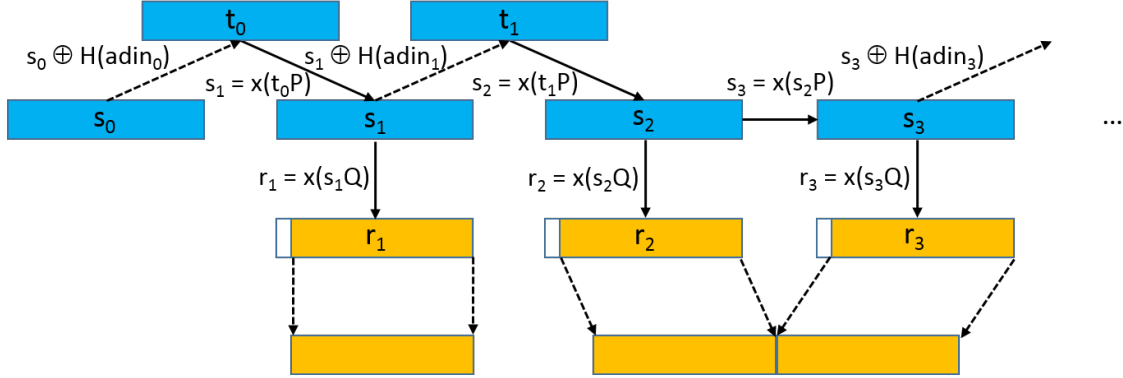 t₀
t₁
s₀ ⊕ H(adin₀)
s₁ ⊕ H(adin₁)
s₃ ⊕ H(adin₃)
s₁ = x(t₀P)
s₂ = x(t₁P)
s₃ = x(s₂P)
s₀
s₁
s₂
s₃
...
r₁ = x(s₁Q)
r₂ = x(s₂Q)
r₃ = x(s₃Q)
r₁
r₂
r₃